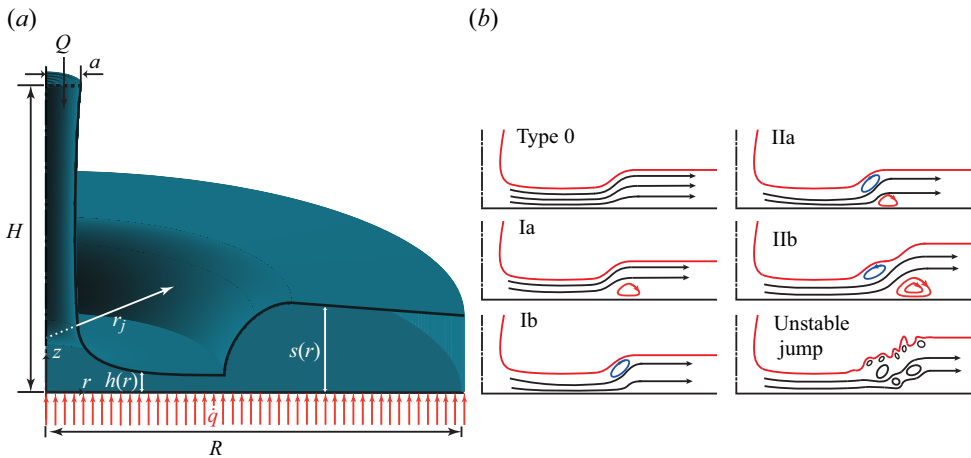 (a)
Q
a
H
r_j
z
r
h(r)
s(r)
q̇
R
(b)
Type 0
IIa
Ia
IIb
Ib
Unstable
jump